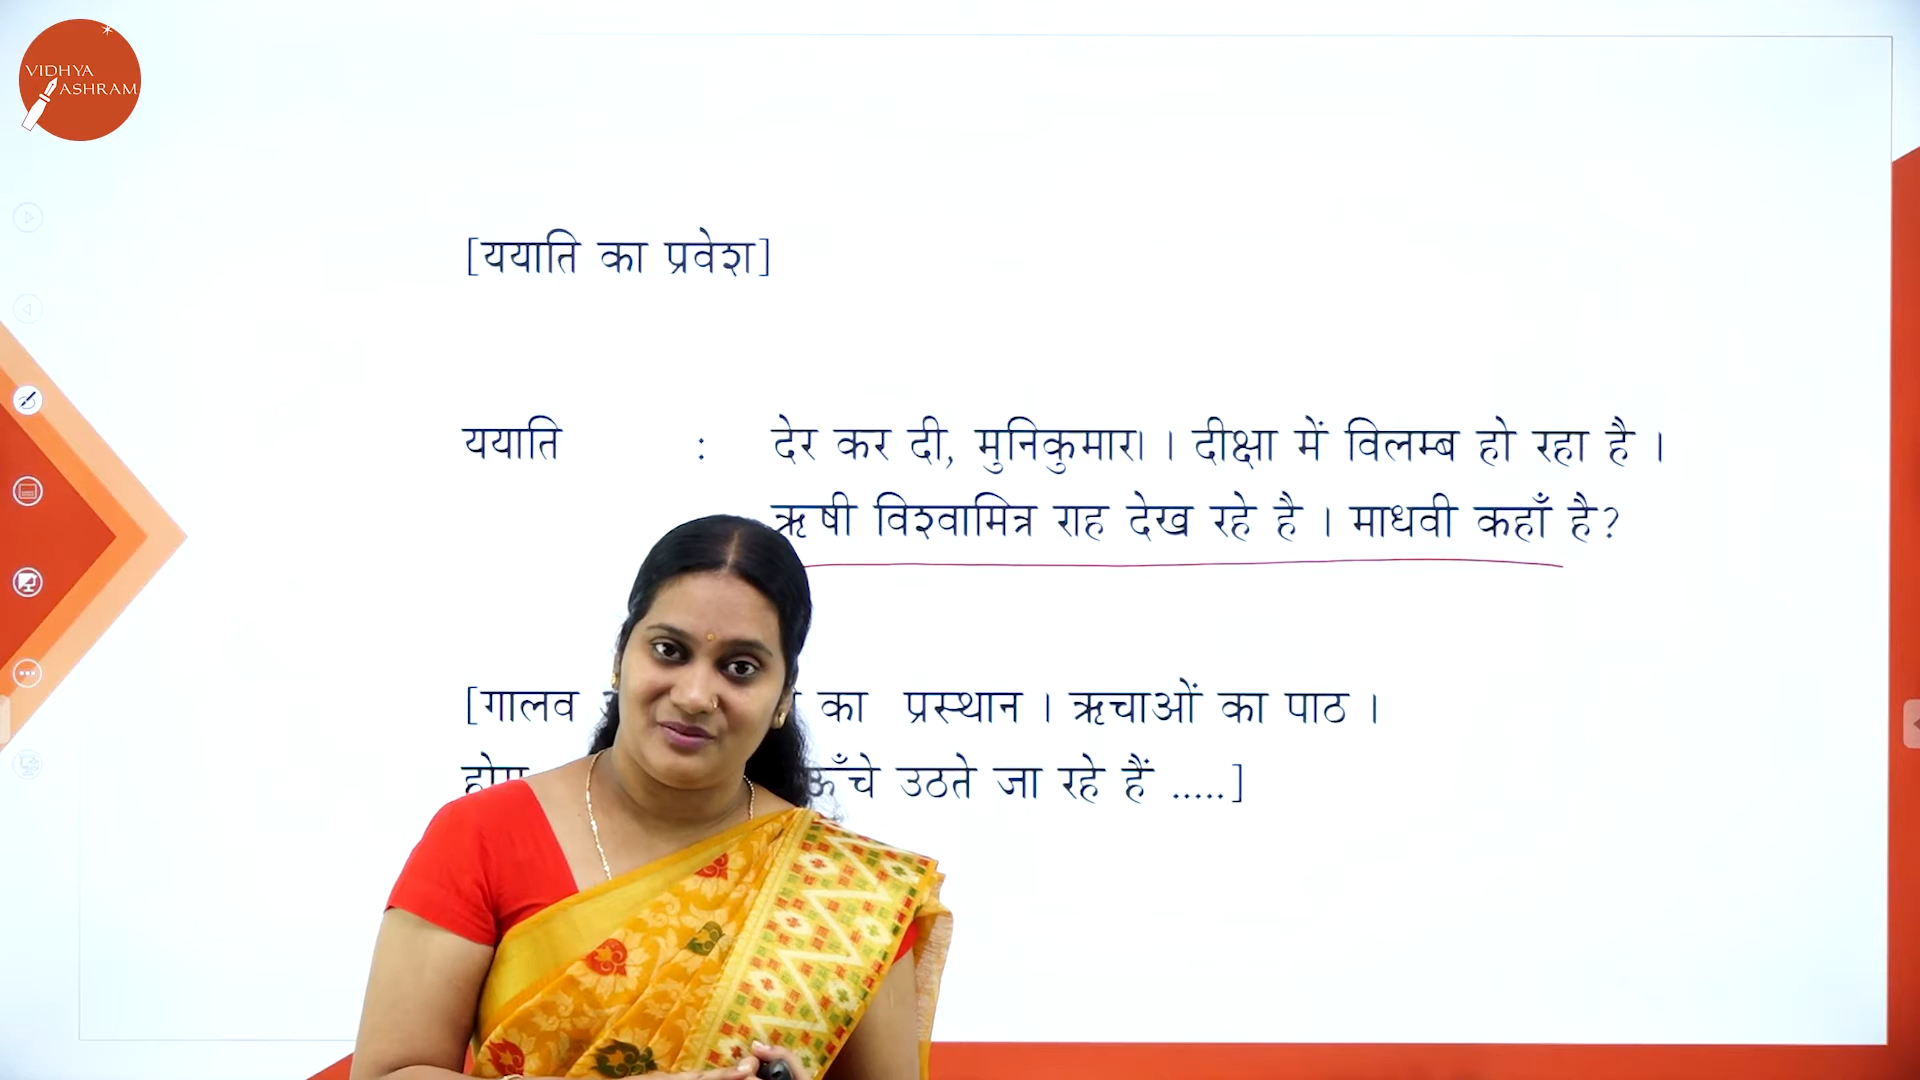 VIDHYA
ASHRAM
[ययाति का प्रवेश]
ययाति : देर कर दी, मुनिकुमार। । दीक्षा में विलम्ब हो रहा है ।
ऋषी विश्वामित्र राह देख रहे है । माधवी कहाँ है?
[गालव का प्रस्थान । ऋचाओं का पाठ ।
ऊँचे उठते जा रहे हैं .....]